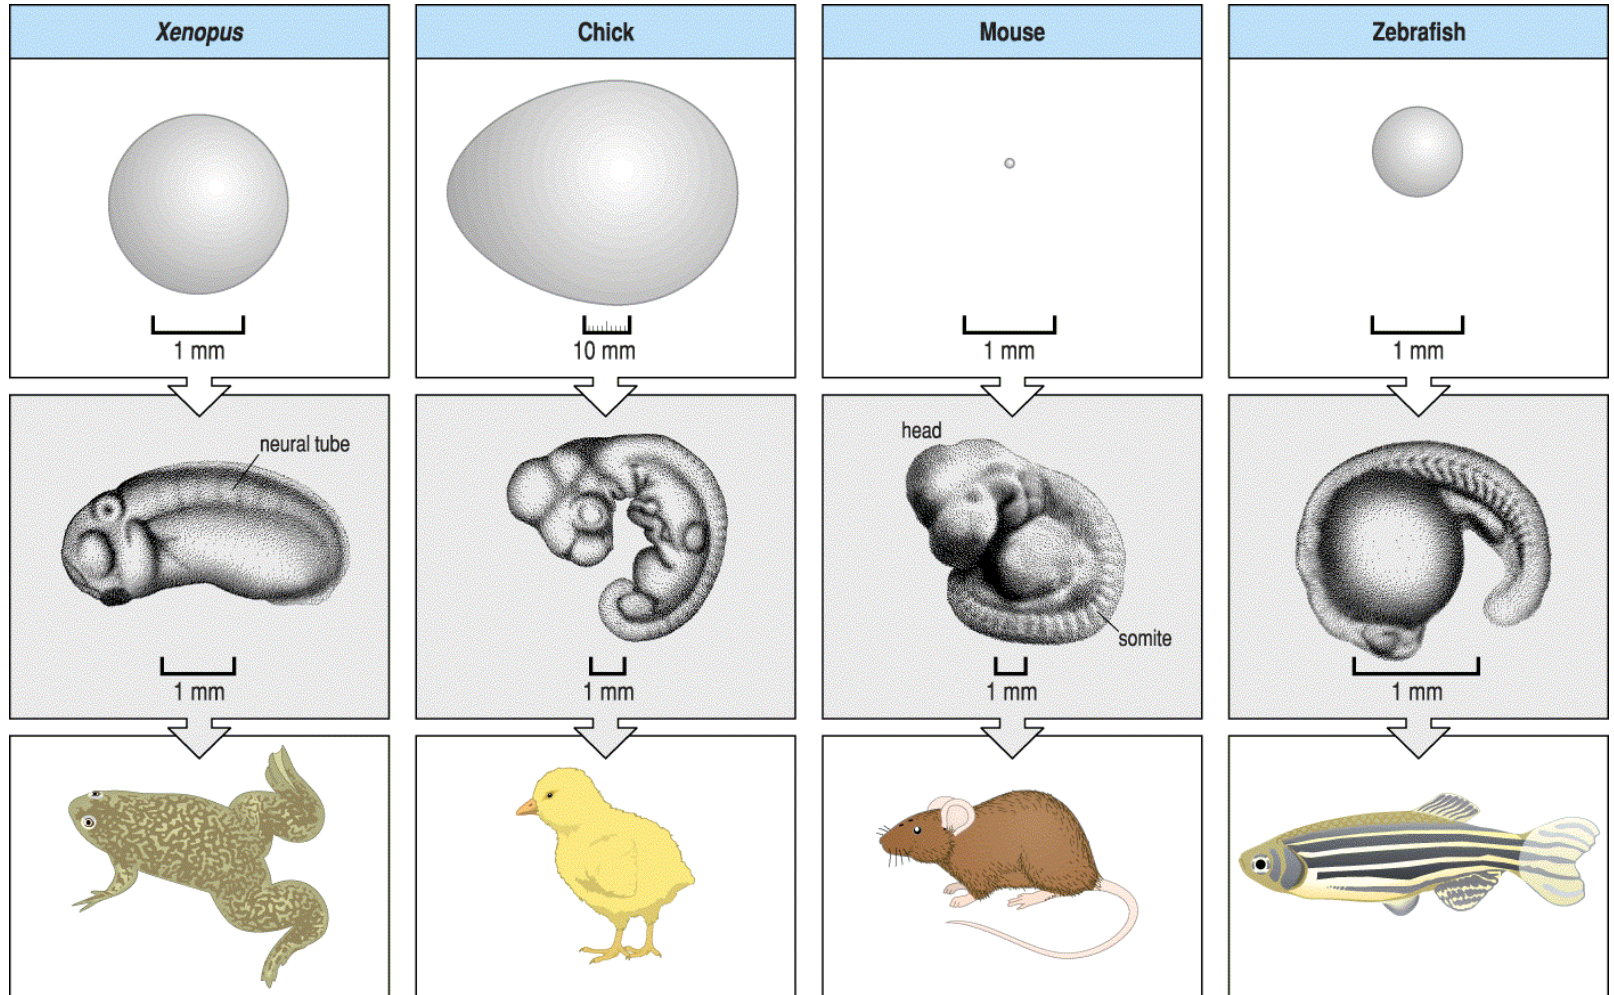 Xenopus
Chick
Mouse
Zebrafish
1 mm
10 mm
1 mm
1 mm
neural tube
head
somite
1 mm
1 mm
1 mm
1 mm